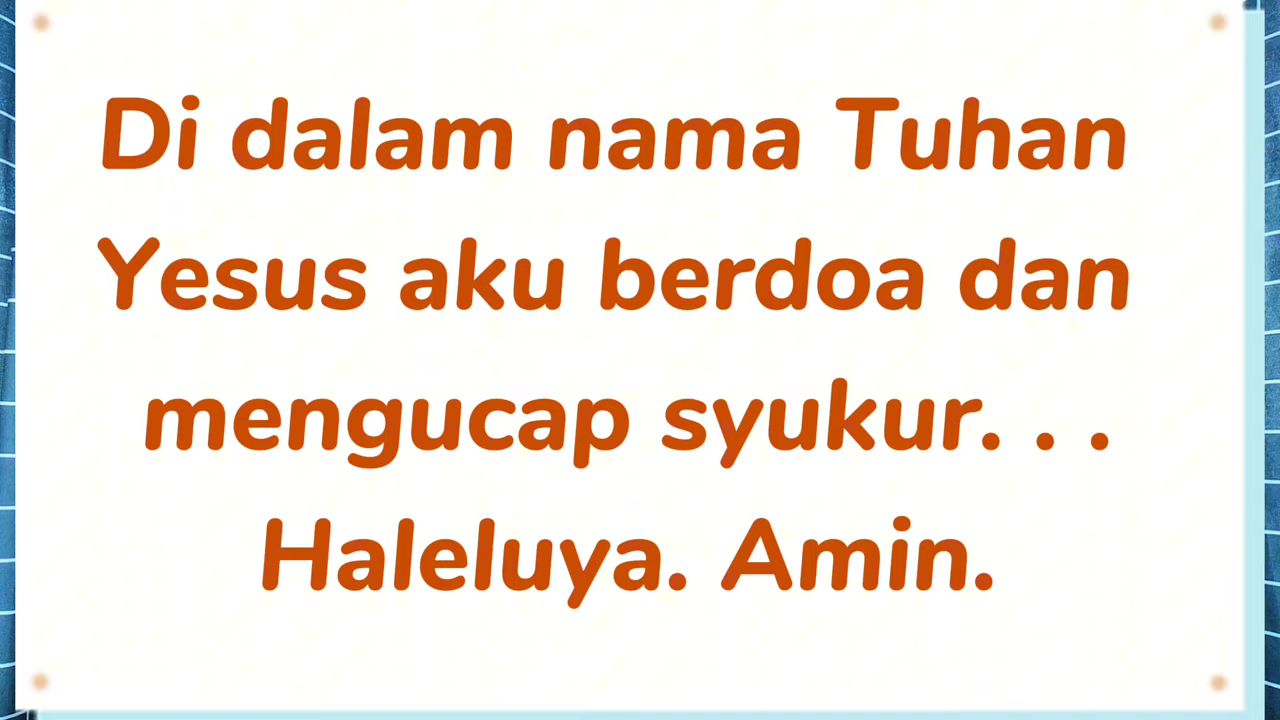 Di dalam nama Tuhan
Yesus aku berdoa dan
mengucap syukur. . .
Haleluya. Amin.